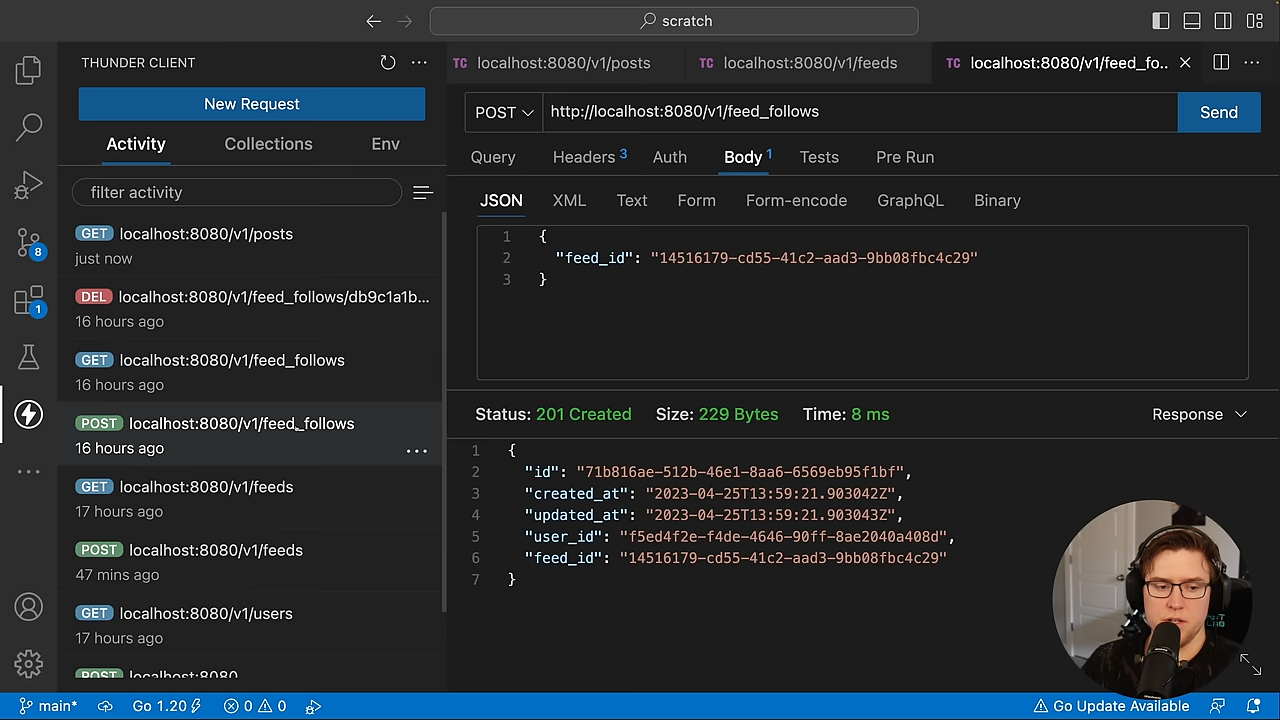 scratch
THUNDER CLIENT
New Request
Activity Collections Env
filter activity
GET localhost:8080/v1/posts
just now
DEL localhost:8080/v1/feed_follows/db9c1a1b...
16 hours ago
GET localhost:8080/v1/feed_follows
16 hours ago
POST localhost:8080/v1/feed_follows
16 hours ago
GET localhost:8080/v1/feeds
17 hours ago
POST localhost:8080/v1/feeds
47 mins ago
GET localhost:8080/v1/users
17 hours ago
POST localhost:8080
8
1
TC localhost:8080/v1/posts TC localhost:8080/v1/feeds TC localhost:8080/v1/feed_fo..
POST http://localhost:8080/v1/feed_follows Send
Query Headers 3 Auth Body 1 Tests Pre Run
JSON XML Text Form Form-encode GraphQL Binary
1 {
2 "feed_id": "14516179-cd55-41c2-aad3-9bb08fbc4c29"
3 }
Status: 201 Created Size: 229 Bytes Time: 8 ms Response
1 {
2 "id": "71b816ae-512b-46e1-8aa6-6569eb95f1bf",
3 "created_at": "2023-04-25T13:59:21.903042Z",
4 "updated_at": "2023-04-25T13:59:21.903043Z",
5 "user_id": "f5ed4f2e-f4de-4646-90ff-8ae2040a408d",
6 "feed_id": "14516179-cd55-41c2-aad3-9bb08fbc4c29"
7 }
main* Go 1.20 0 0 Go Update Available